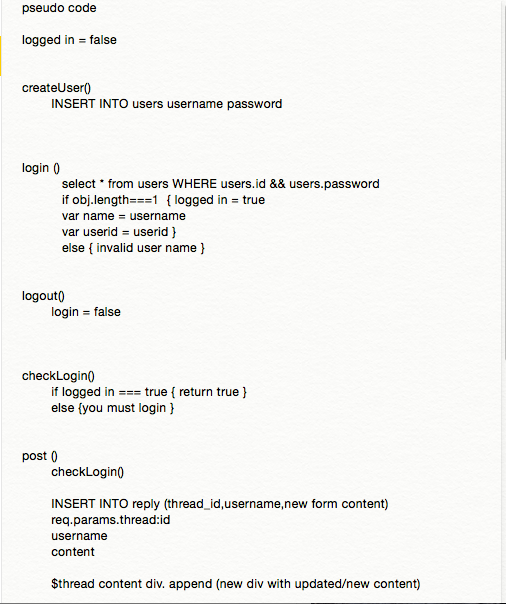 pseudo code
logged in = false
createUser()
INSERT INTO users username password
login ()
select * from users WHERE users.id && users.password
if obj.length===1  { logged in = true
var name = username
var userid = userid }
else { invalid user name }
logout()
login = false
checkLogin()
if logged in === true { return true }
else {you must login }
post ()
checkLogin()
INSERT INTO reply (thread_id,username,new form content)
req.params.thread:id
username
content
$thread content div. append (new div with updated/new content)